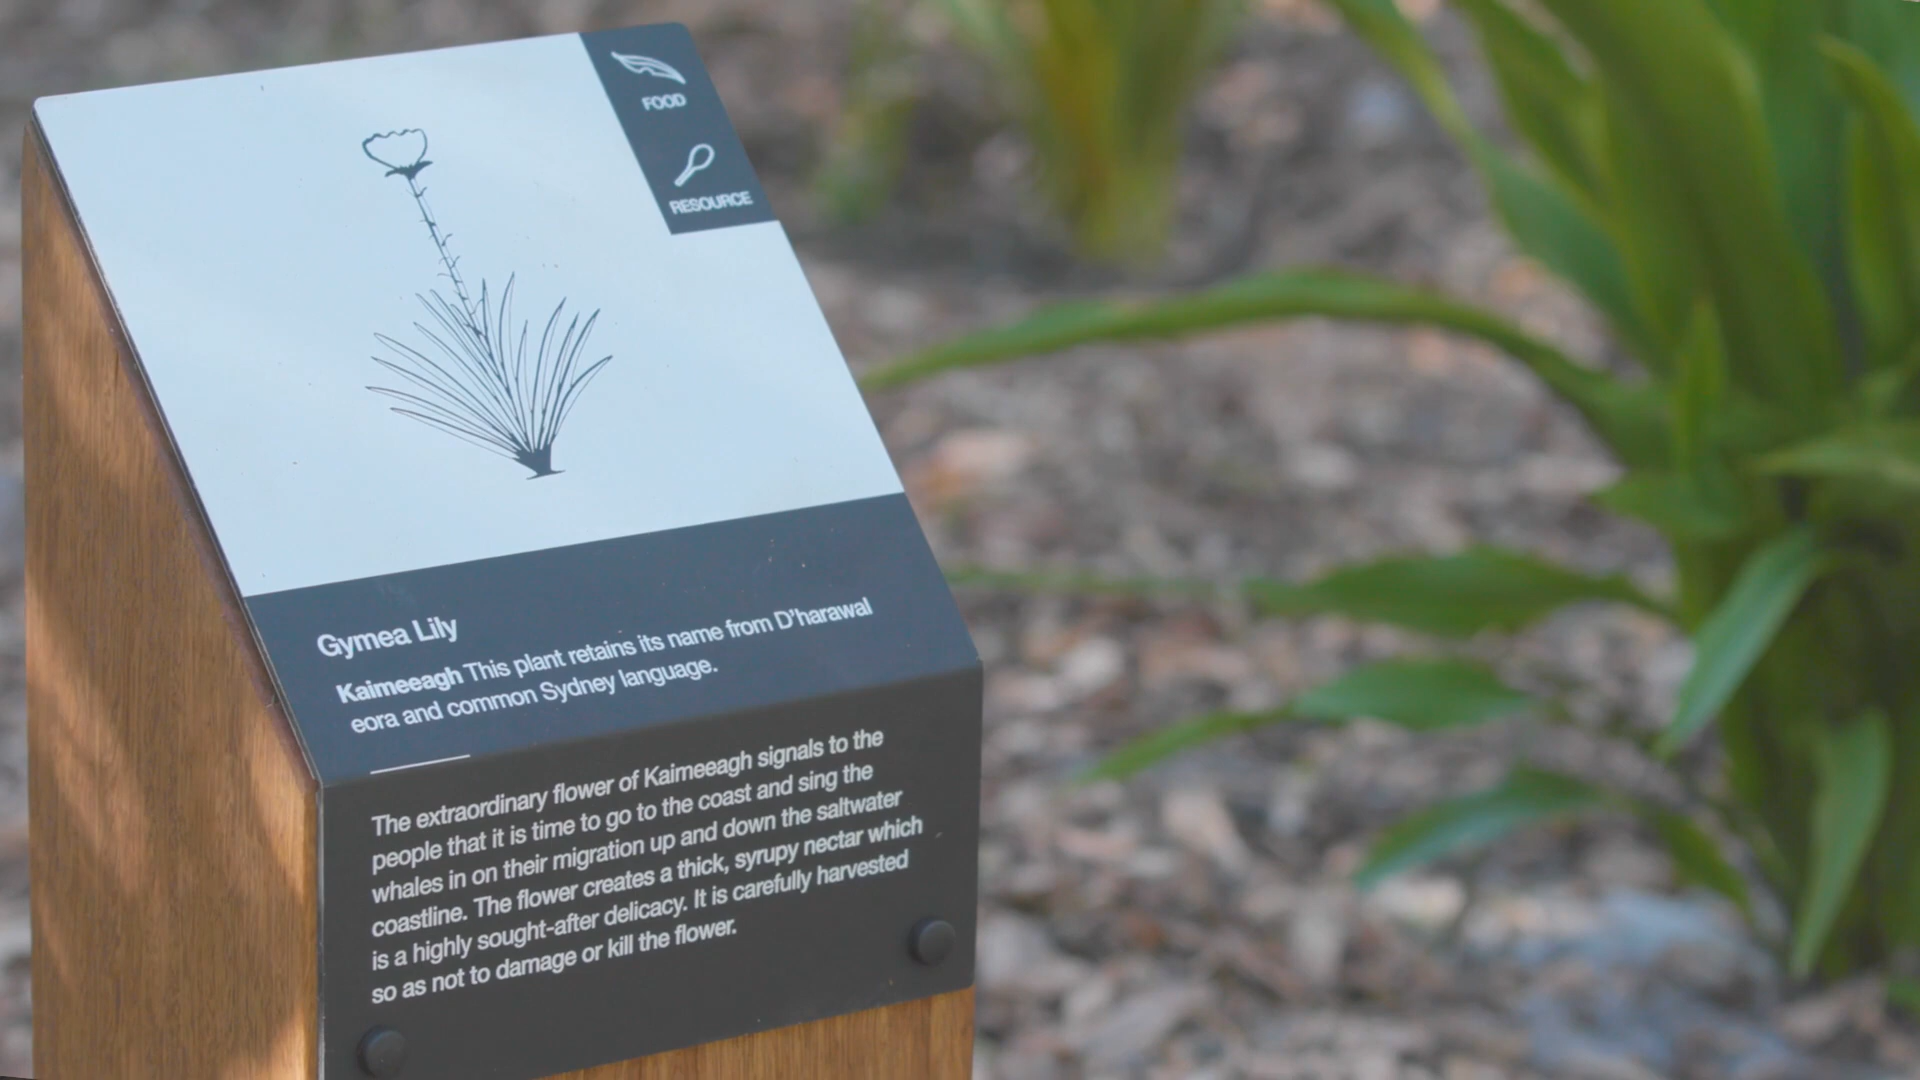 FOOD
RESOURCE
Gymea Lily
Kaimeeagh This plant retains its name from D'harawal
eora and common Sydney language.
The extraordinary flower of Kaimeeagh signals to the
people that it is time to go to the coast and sing the
whales in on their migration up and down the saltwater
coastline. The flower creates a thick, syrupy nectar which
is a highly sought-after delicacy. It is carefully harvested
so as not to damage or kill the flower.